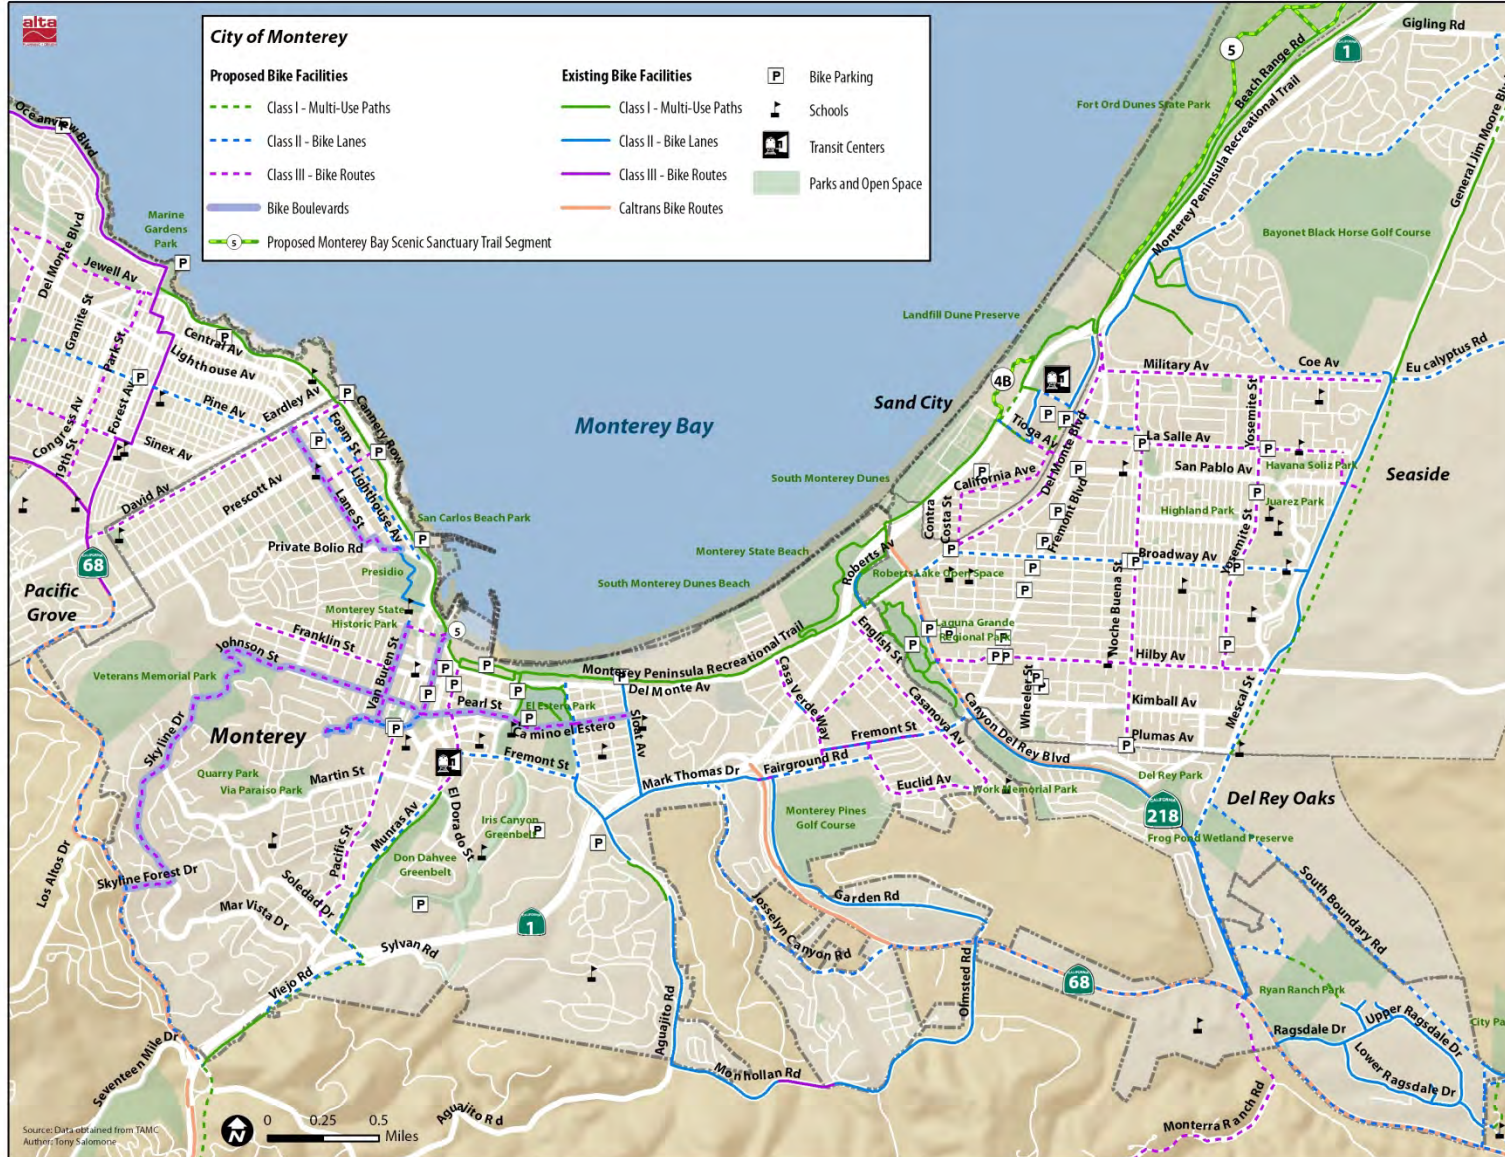 alta
City of Monterey
Proposed Bike Facilities
Class I - Multi-Use Paths
Class II - Bike Lanes
Class III - Bike Routes
Bike Boulevards
5
Proposed Monterey Bay Scenic Sanctuary Trail Segment
Existing Bike Facilities
Class I - Multi-Use Paths
Class II - Bike Lanes
Class III - Bike Routes
Caltrans Bike Routes
P
Bike Parking
Schools
Transit Centers
Parks and Open Space
Gigling Rd
5
1
Beach Range Rd
Fort Ord Dunes State Park
Monterey Peninsula Recreational Trail
General Jim Moore Blvd
Oceanview Blvd
Marine
Gardens
Park
Del Monte Blvd
Jewell Av
Granite St
Park St
Central Av
Lighthouse Av
Forest Av
Pine Av
Eardley Av
Cannery Row
Congress Av
19th St
Sinex Av
Foam St
David Av
Prescott Av
Lane St
Lighthouse Av
San Carlos Beach Park
Private Bolio Rd
Presidio
68
Pacific
Grove
Monterey State
Historic Park
5
Franklin St
Johnson St
Van Buren St
Veterans Memorial Park
Monterey Bay
Bayonet Black Horse Golf Course
Landfill Dune Preserve
4B
Sand City
Military Av
Coe Av
Eucalyptus Rd
Tioga Av
Del Monte Blvd
Yosemite St
La Salle Av
San Pablo Av
Havana Soliz Park
Seaside
South Monterey Dunes
California Ave
Contra
Costa St
Fremont Blvd
Highland Park
Juarez Park
Broadway Av
Yosemite St
Monterey State Beach
Roberts Av
Roberts Lake Open Space
South Monterey Dunes Beach
Laguna Grande
Regional Park
Noche Buena St
English St
Hilby Av
Monterey Peninsula Recreational Trail
Del Monte Av
Casa Verde Way
Casanova Av
Wheeler St
Kimball Av
Mescal St
Plumas Av
Pearl St
El Estero Park
Camino el Estero
Sloat Av
Fremont St
Canyon Del Rey Blvd
Skyline Dr
Monterey
Fremont St
Mark Thomas Dr
Fairground Rd
Euclid Av
Work Memorial Park
Del Rey Park
Del Rey Oaks
218
Quarry Park
Via Paraiso Park
Martin St
El Dorado St
Munras Av
Pacific St
Iris Canyon
Greenbelt
Monterey Pines
Golf Course
Frog Pond Wetland Preserve
Don Dahvee
Greenbelt
Los Altos Dr
Skyline Forest Dr
Soledad Dr
Mar Vista Dr
1
Garden Rd
Josselyn Canyon Rd
South Boundary Rd
Sylvan Rd
Viejo Rd
Aguajito Rd
Olmsted Rd
68
Ryan Ranch Park
Ragsdale Dr
Upper Ragsdale Dr
Lower Ragsdale Dr
Seventeen Mile Dr
Monhollan Rd
Aguajito Rd
Monterra Ranch Rd
N
0 0.25 0.5
Miles
Source: Data obtained from TAMC
Author: Tony Salomone